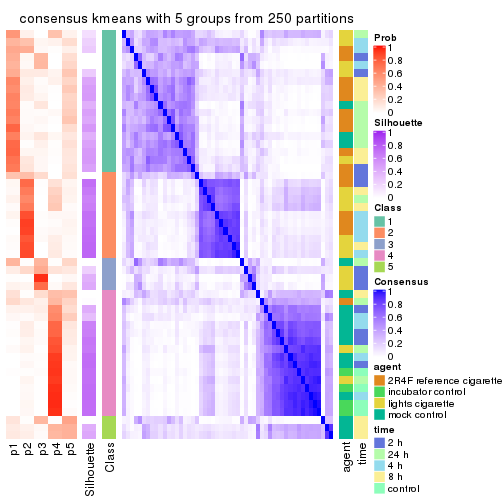 consensus kmeans with 5 groups from 250 partitions
Prob
1
0.8
0.6
0.4
0.2
0
Silhouette
1
0.8
0.6
0.4
0.2
0
Class
1
2
3
4
5
Consensus
1
0.8
0.6
0.4
0.2
0
agent
2R4F reference cigarette
incubator control
lights cigarette
mock control
time
2 h
24 h
4 h
8 h
control
p1
p2
p3
p4
p5
Silhouette
Class
agent
time